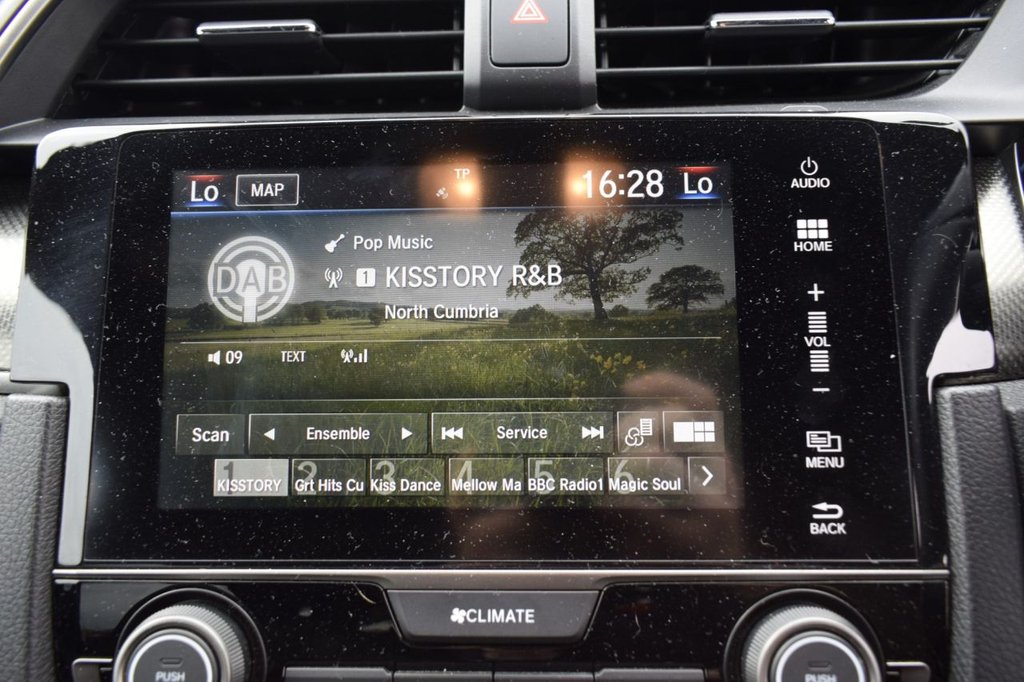 Lo MAP TP 16:28 Lo
AUDIO
Pop Music
HOME
DAB 1 KISSTORY R&B
North Cumbria
+
VOL
09 TEXT
-
Scan Ensemble Service
MENU
1 2 3 4 5 6
KISSTORY Grt Hits Cu Kiss Dance Mellow Ma BBC Radio1 Magic Soul
BACK
CLIMATE
PUSH PUSH